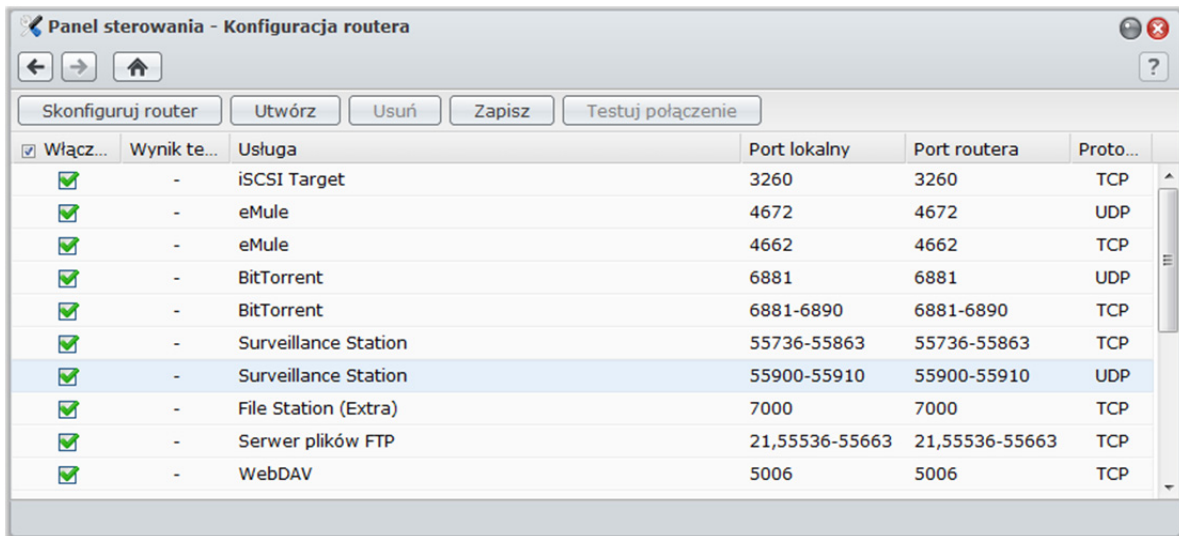 Panel sterowania - Konfiguracja routera
?
Skonfiguruj router Utwórz Usuń Zapisz Testuj połączenie
Włącz... Wynik te... Usługa Port lokalny Port routera Proto...
- iSCSI Target 3260 3260 TCP
- eMule 4672 4672 UDP
- eMule 4662 4662 TCP
- BitTorrent 6881 6881 UDP
- BitTorrent 6881-6890 6881-6890 TCP
- Surveillance Station 55736-55863 55736-55863 TCP
- Surveillance Station 55900-55910 55900-55910 UDP
- File Station (Extra) 7000 7000 TCP
- Serwer plików FTP 21,55536-55663 21,55536-55663 TCP
- WebDAV 5006 5006 TCP